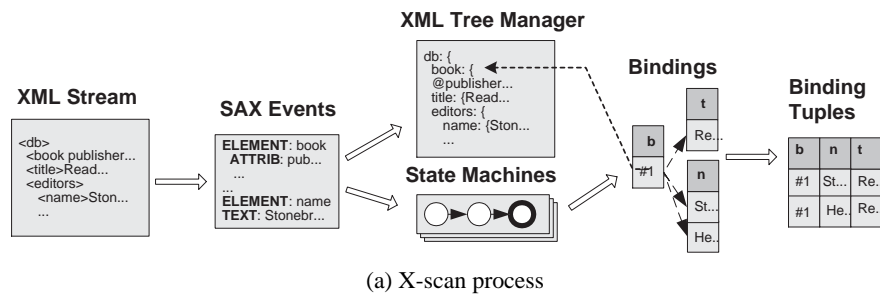 XML Stream
<db>
<book publisher...
<title>Read...
<editors>
<name>Ston...
...
SAX Events
ELEMENT: book
ATTRIB: pub...
...
...
ELEMENT: name
TEXT: Stonebr...
XML Tree Manager
db: {
book: {
@publisher...
title: {Read...
editors: {
name: {Ston...
...
State Machines
Bindings
b
#1
t
Re...
n
St...
He...
Binding
Tuples
b n t
#1 St... Re..
#1 He.. Re..
(a) X-scan process